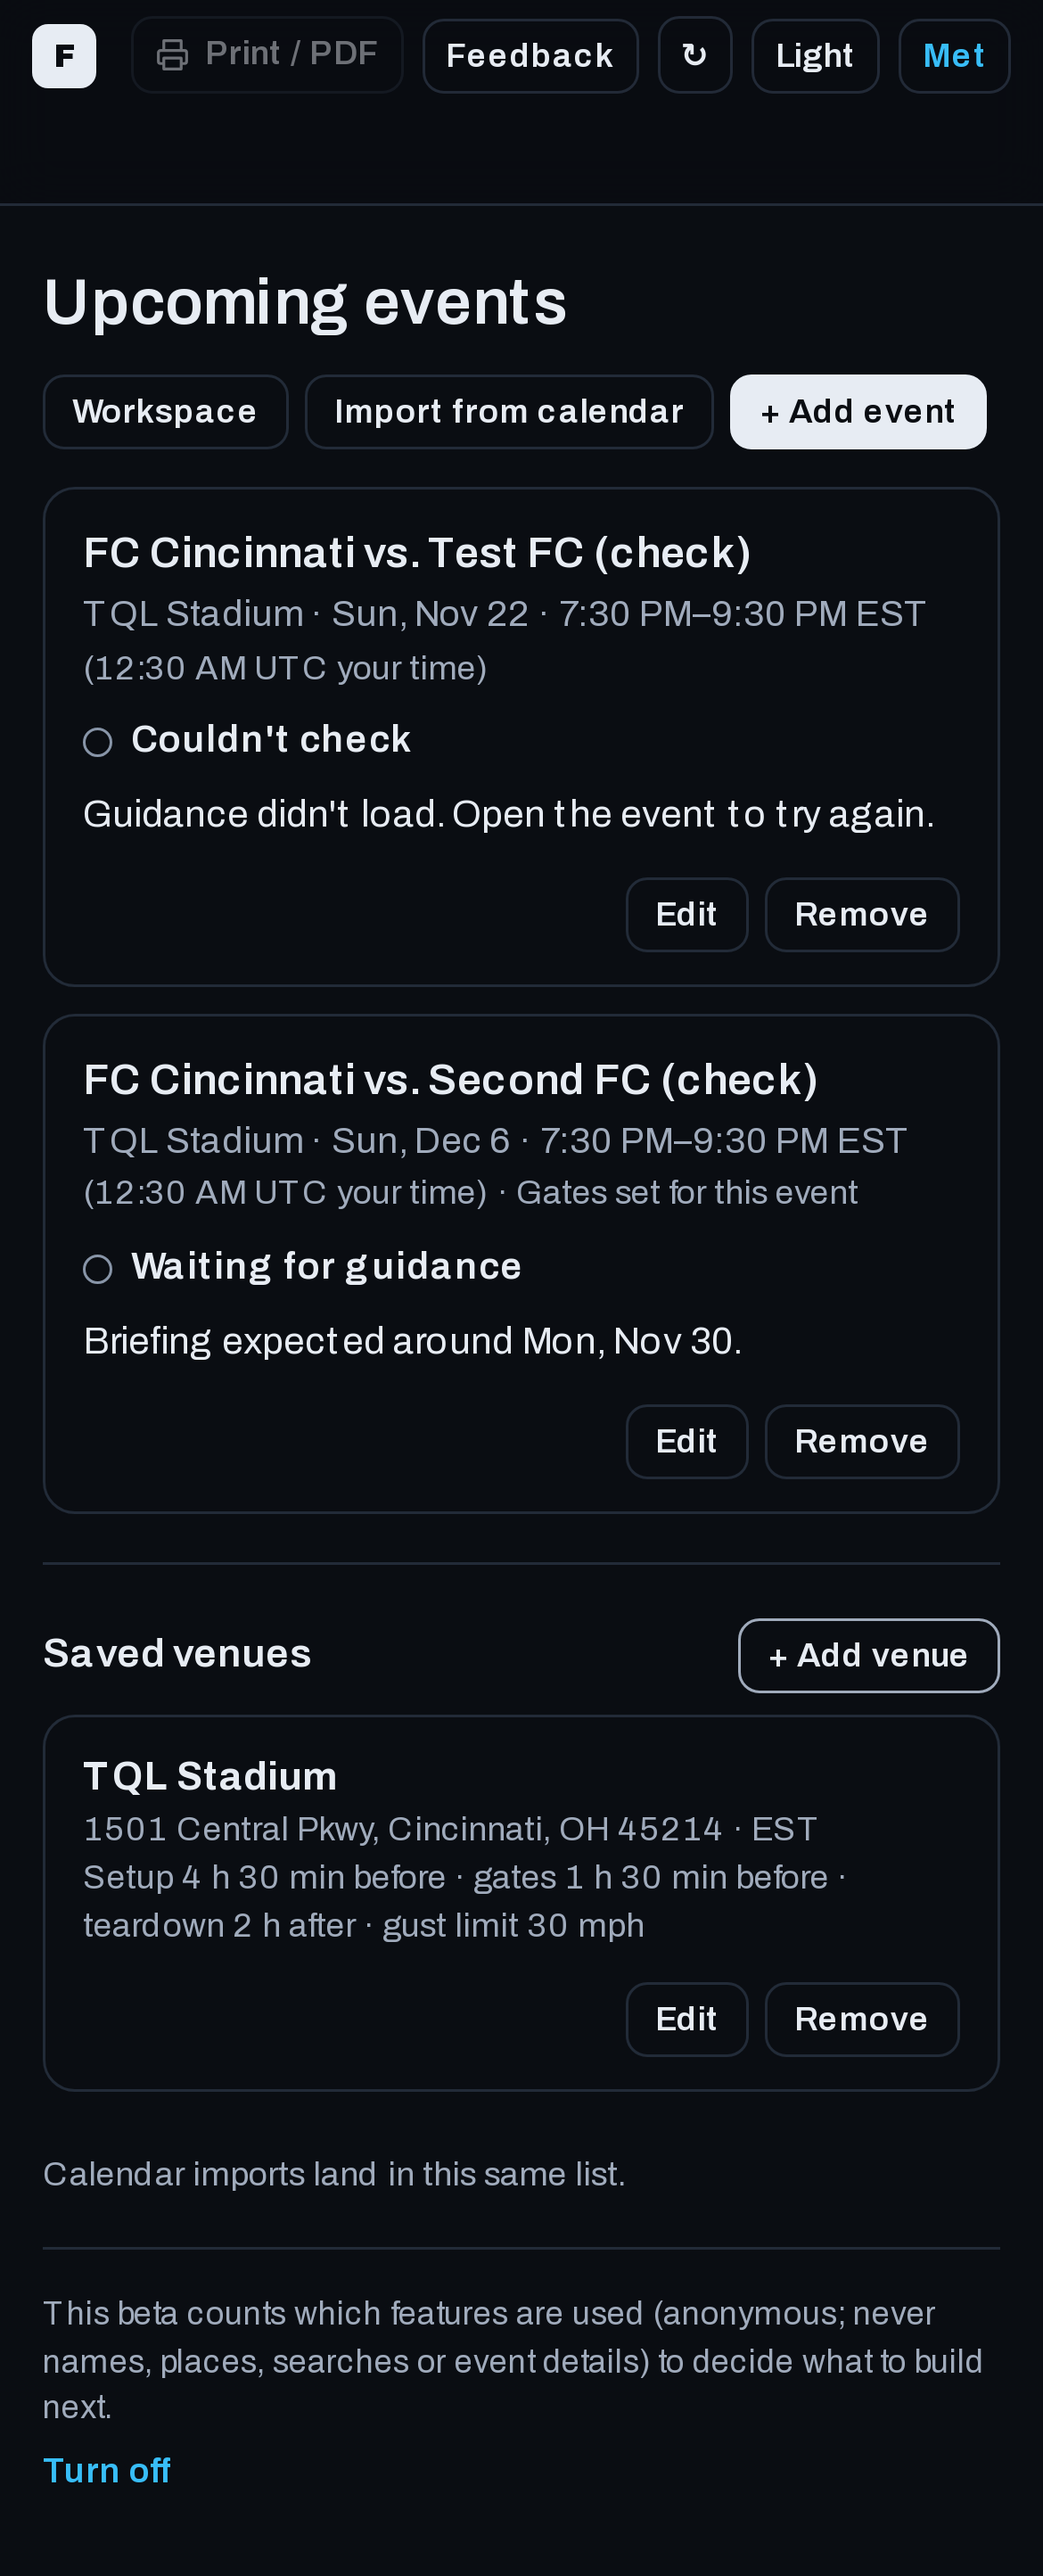 F Print / PDF Feedback ↻ Light Met
Upcoming events
Workspace Import from calendar + Add event
FC Cincinnati vs. Test FC (check)
TQL Stadium · Sun, Nov 22 · 7:30 PM–9:30 PM EST
(12:30 AM UTC your time)
Couldn't check
Guidance didn't load. Open the event to try again.
Edit Remove
FC Cincinnati vs. Second FC (check)
TQL Stadium · Sun, Dec 6 · 7:30 PM–9:30 PM EST
(12:30 AM UTC your time) · Gates set for this event
Waiting for guidance
Briefing expected around Mon, Nov 30.
Edit Remove
Saved venues + Add venue
TQL Stadium
1501 Central Pkwy, Cincinnati, OH 45214 · EST
Setup 4 h 30 min before · gates 1 h 30 min before ·
teardown 2 h after · gust limit 30 mph
Edit Remove
Calendar imports land in this same list.
This beta counts which features are used (anonymous; never
names, places, searches or event details) to decide what to build
next.
Turn off